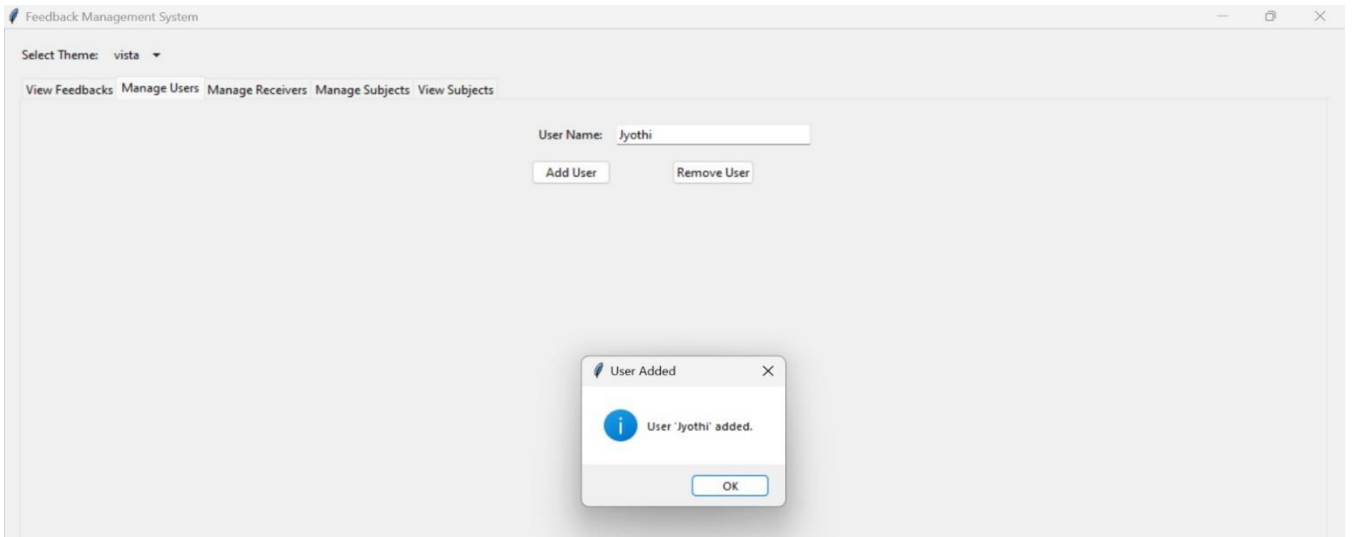 Feedback Management System
Select Theme: vista
View Feedbacks Manage Users Manage Receivers Manage Subjects View Subjects
User Name: Jyothi
Add User Remove User
User Added
i
User 'Jyothi' added.
OK